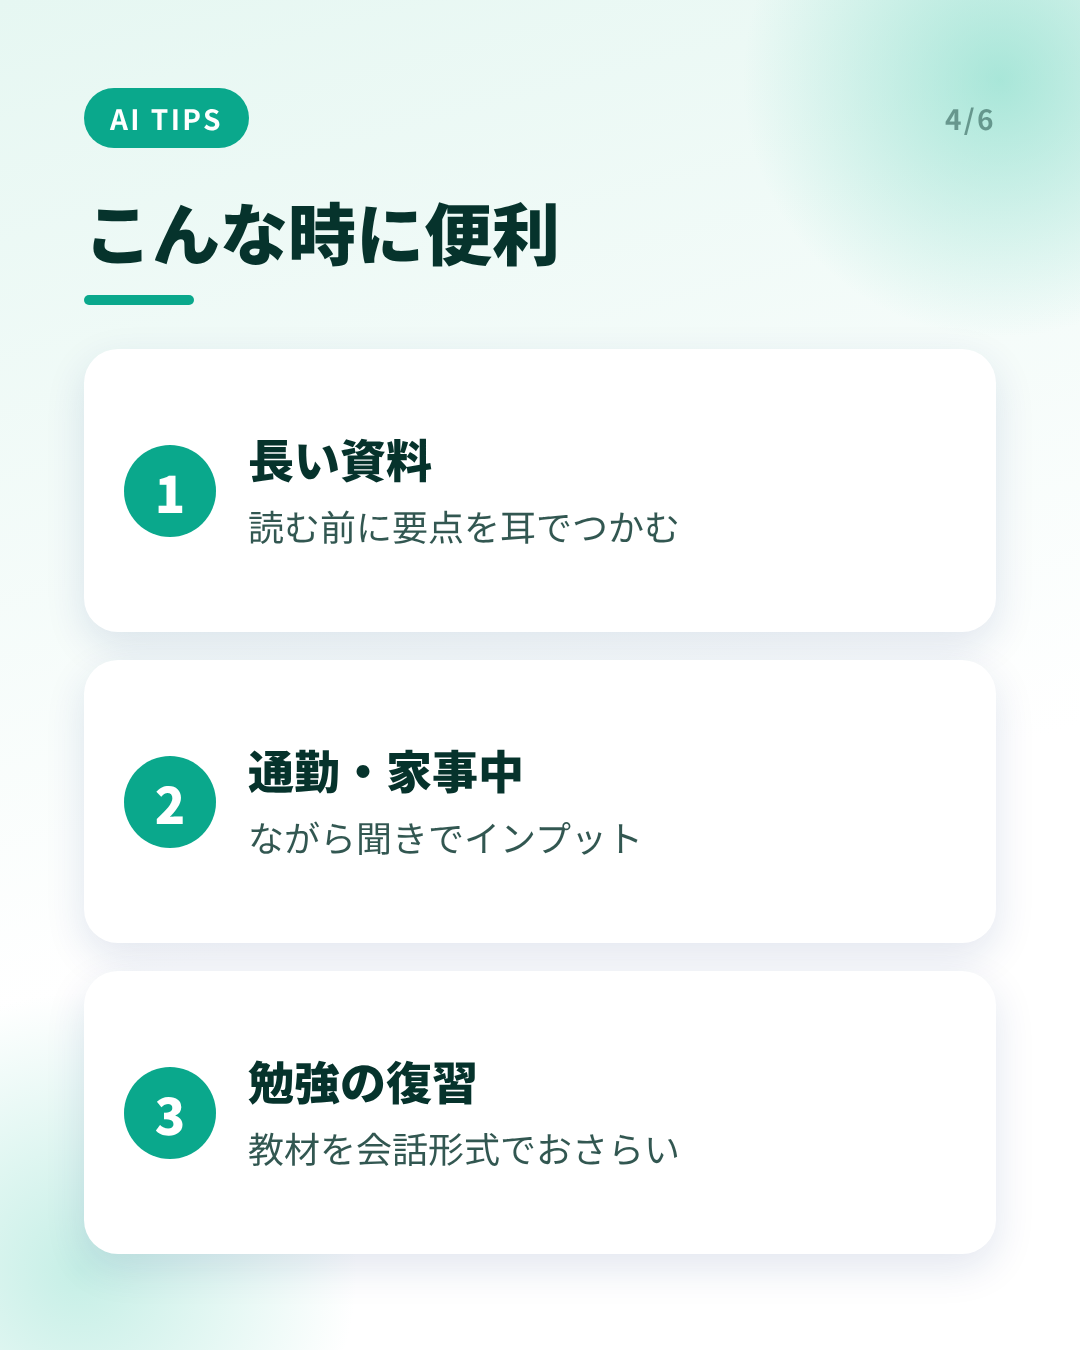 AI TIPS
4/6
こんな時に便利
1
長い資料
読む前に要点を耳でつかむ
2
通勤・家事中
ながら聞きでインプット
3
勉強の復習
教材を会話形式でおさらい